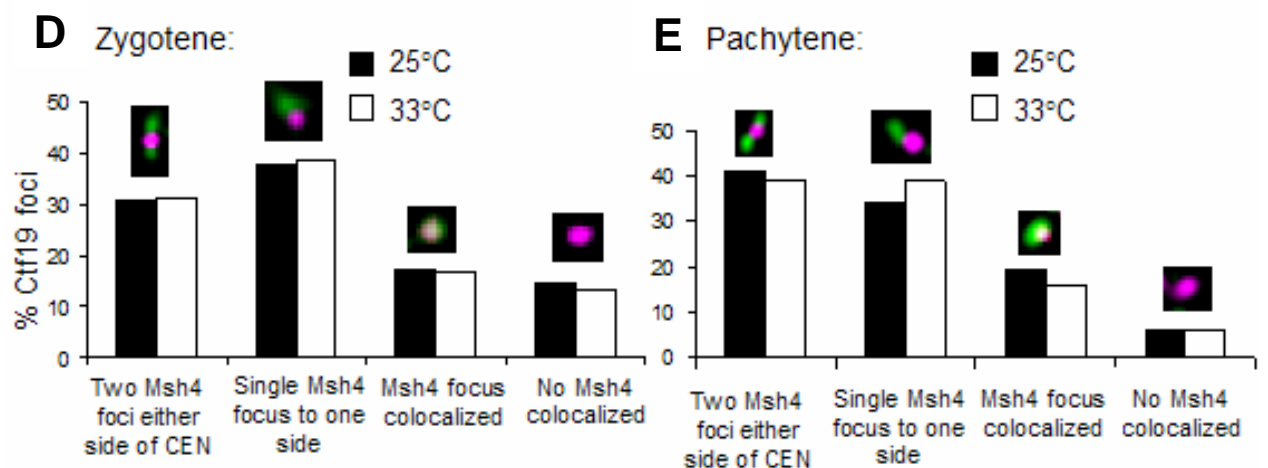 D Zygotene:
25°C
33°C
% Ctf19 foci
50
40
30
20
10
0
Two Msh4
foci either
side of CEN
Single Msh4
focus to one
side
Msh4 focus
colocalized
No Msh4
colocalized
E Pachytene:
25°C
33°C
50
40
30
20
10
0
Two Msh4
foci either
side of CEN
Single Msh4
focus to one
side
Msh4 focus
colocalized
No Msh4
colocalized